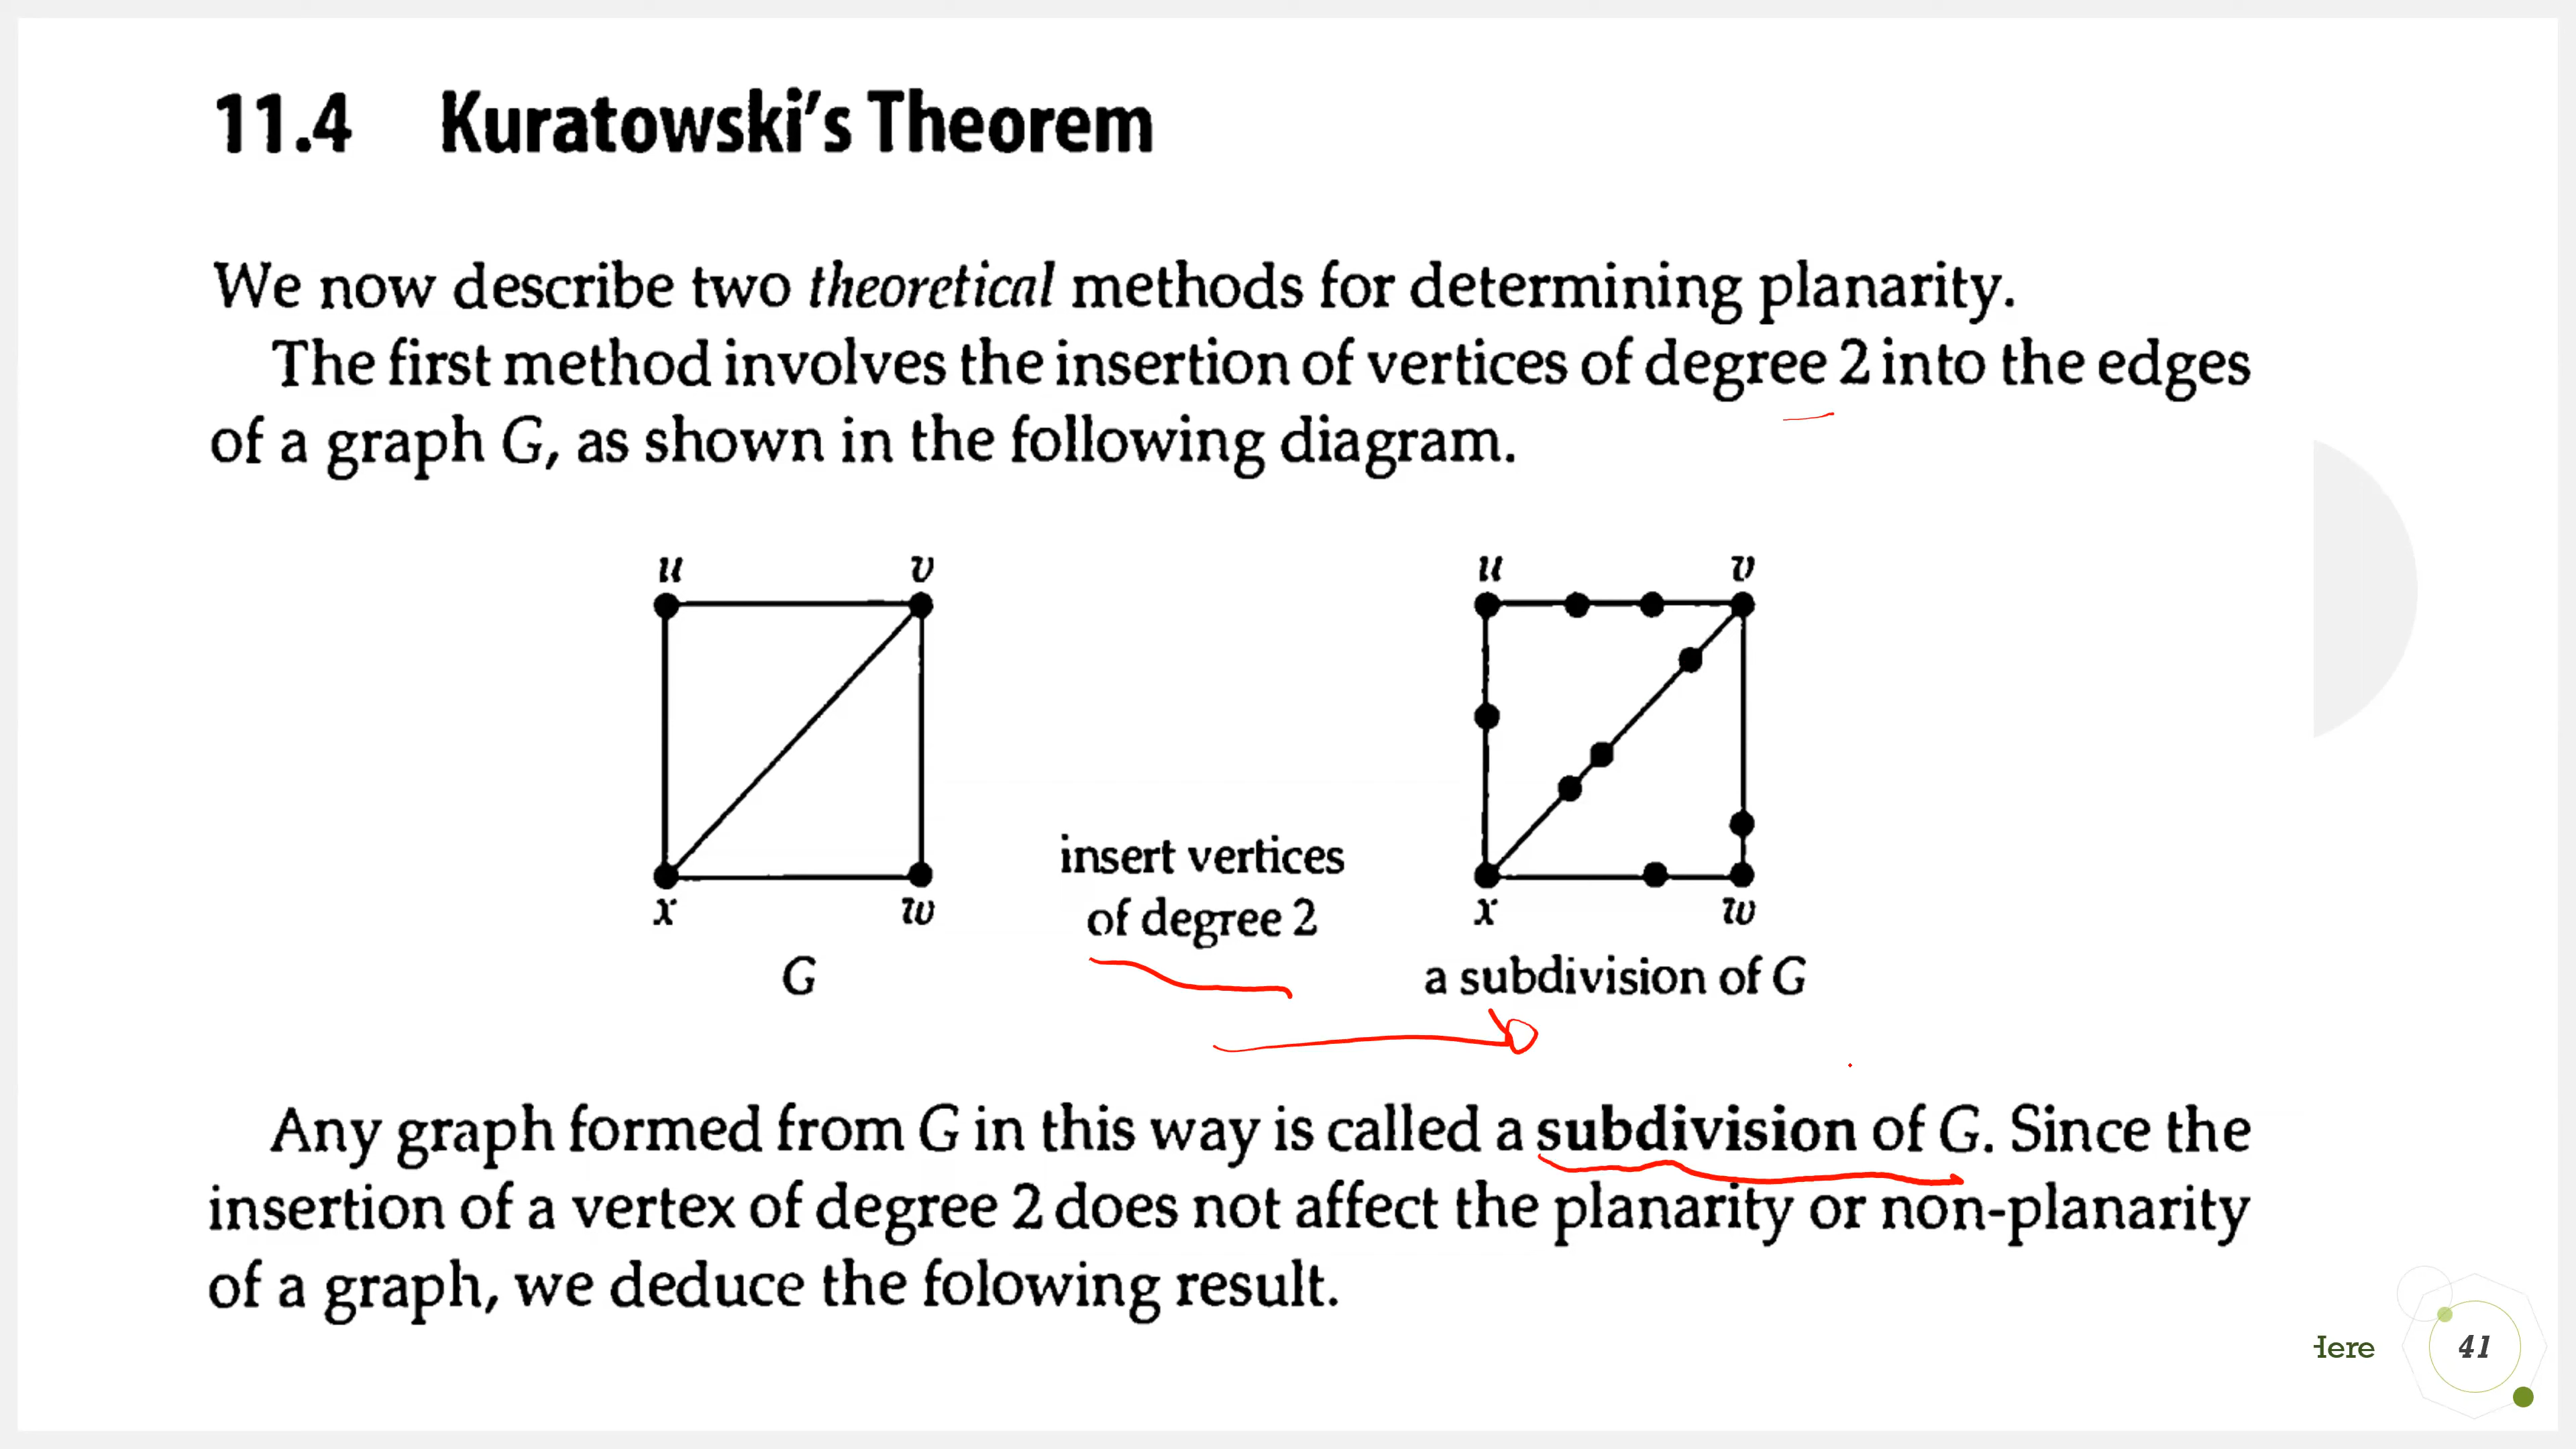 11.4 Kuratowski's Theorem
We now describe two theoretical methods for determining planarity.
The first method involves the insertion of vertices of degree 2 into the edges
of a graph G, as shown in the following diagram.
u v
u v
insert vertices
of degree 2
x w
x w
G
a subdivision of G
Any graph formed from G in this way is called a subdivision of G. Since the
insertion of a vertex of degree 2 does not affect the planarity or non-planarity
of a graph, we deduce the folowing result.
Here
41